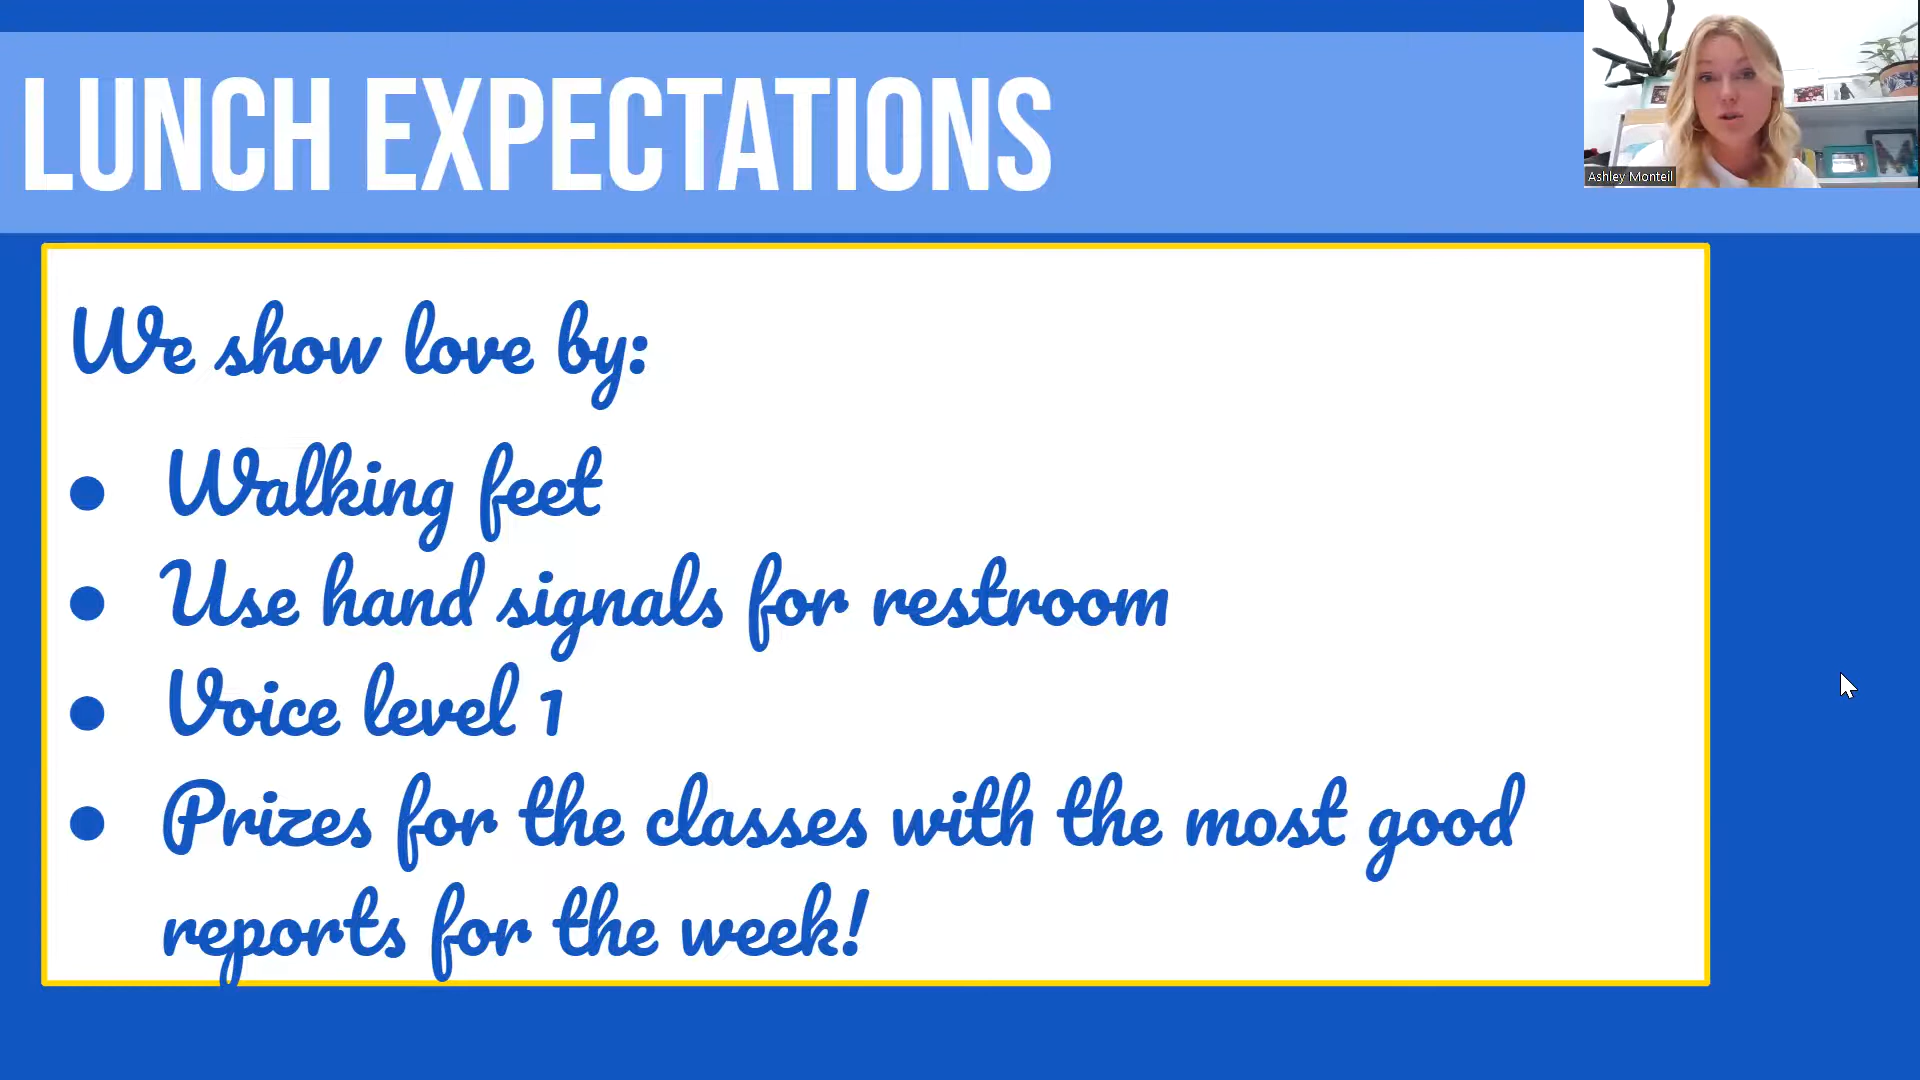 LUNCH EXPECTATIONS
Ashley Monteil
We show love by:
● Walking feet
● Use hand signals for restroom
● Voice level 1
● Prizes for the classes with the most good
reports for the week!